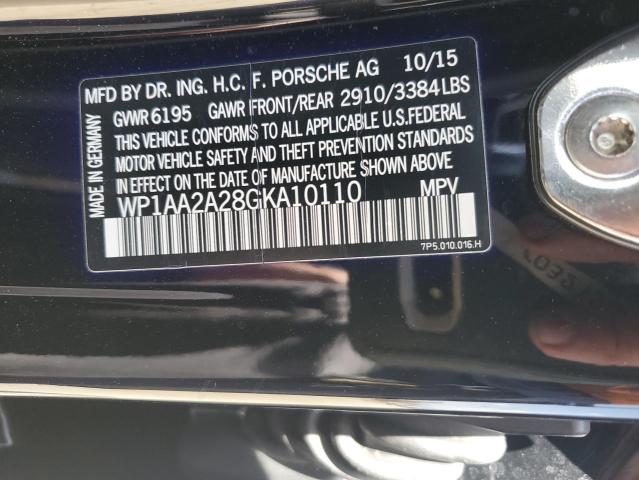 MFD BY DR. ING. H.C. F. PORSCHE AG 10/15
GVWR 6195 GAWR FRONT/REAR 2910/3384 LBS
THIS VEHICLE CONFORMS TO ALL APPLICABLE U.S.FEDERAL
MOTOR VEHICLE SAFETY AND THEFT PREVENTION STANDARDS
IN EFFECT ON THE DATE OF MANUFACTURE SHOWN ABOVE
WP1AA2A28GKA10110 MPV
7P5.010.016.H
MADE IN GERMANY